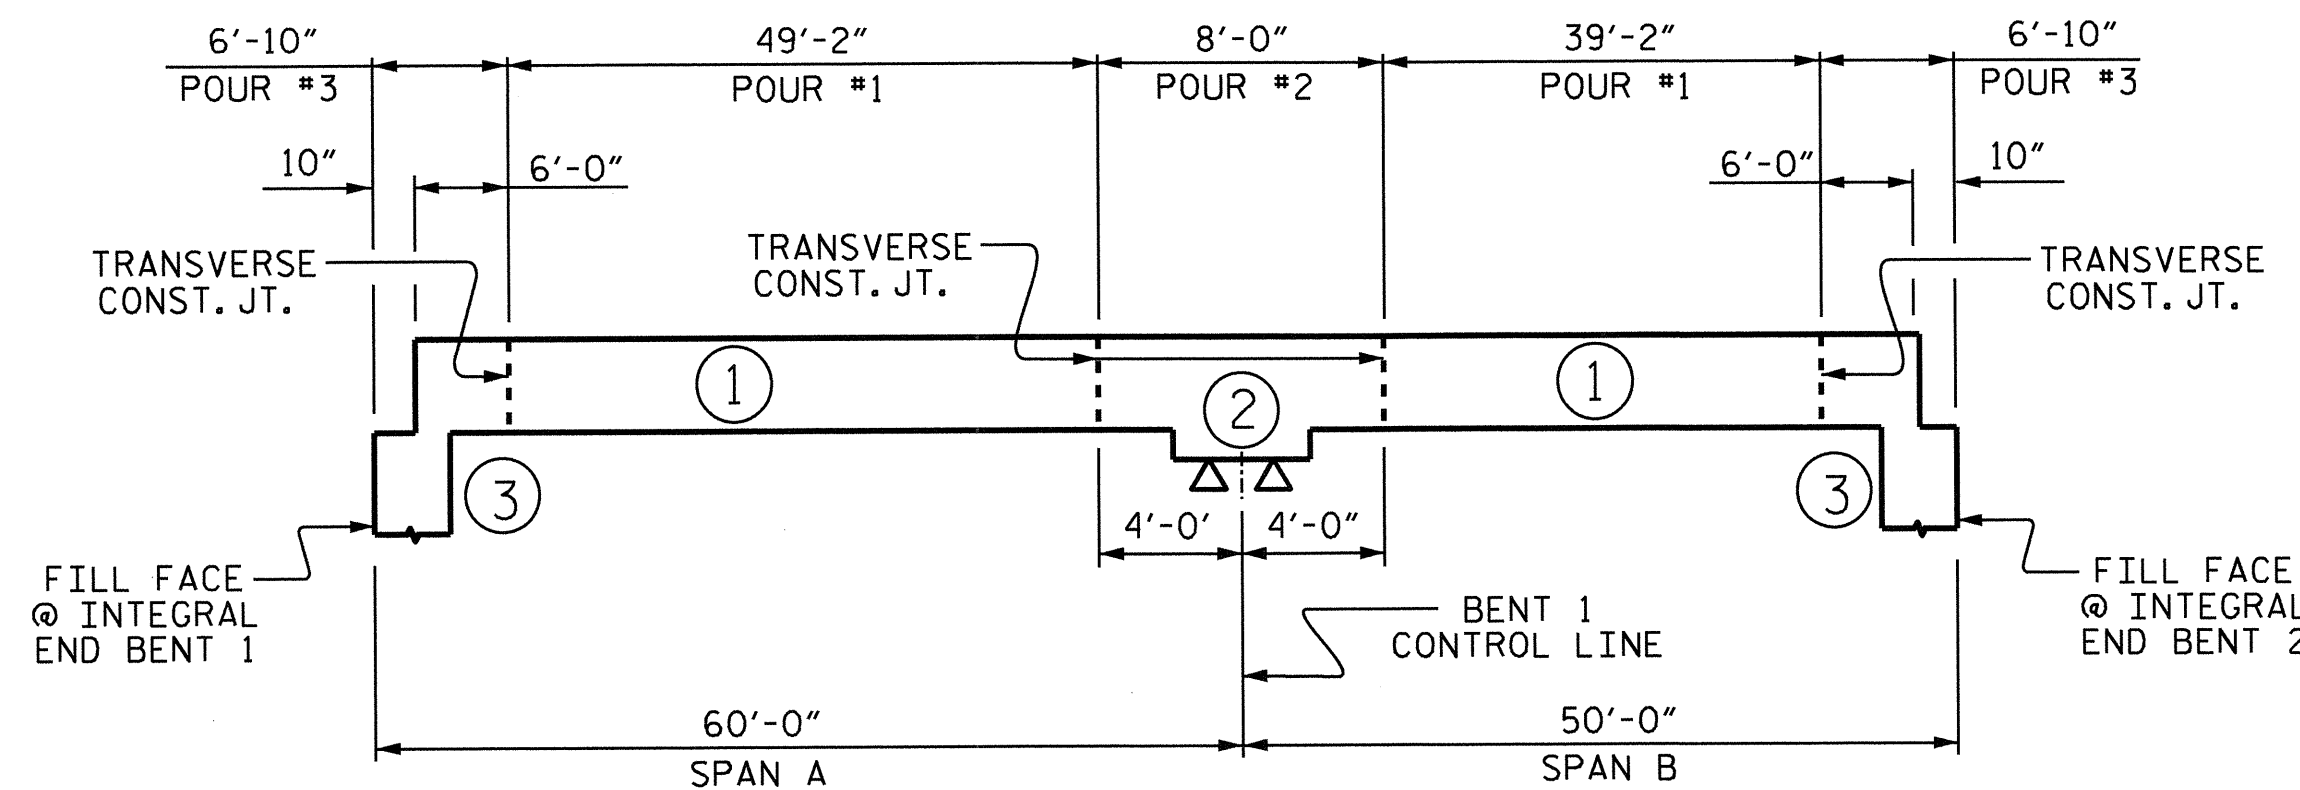 6'-10"
49'-2"
8'-0"
39'-2"
6'-10"
POUR #3
POUR #1
POUR #2
POUR #1
POUR #3
10"
6'-0"
6'-0"
10"
TRANSVERSE
CONST. JT.
TRANSVERSE
CONST. JT.
TRANSVERSE
CONST. JT.
1
2
1
3
3
4'-0'
4'-0"
FILL FACE
@ INTEGRAL
END BENT 1
BENT 1
CONTROL LINE
FILL FACE
@ INTEGRAL
END BENT 2
60'-0"
SPAN A
50'-0"
SPAN B